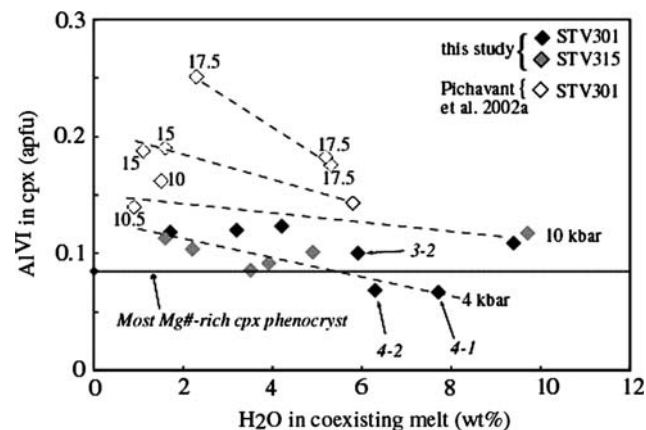 0.3
0.2
0.1
0
Al^VI in cpx (apfu)
this study { STV301
STV315
Pichavant et al. 2002a { STV301
17.5
15
15
10
17.5
17.5
10.5
3-2
10 kbar
4 kbar
Most Mg#-rich cpx phenocryst
4-2
4-1
0 2 4 6 8 10 12
H2O in coexisting melt (wt%)